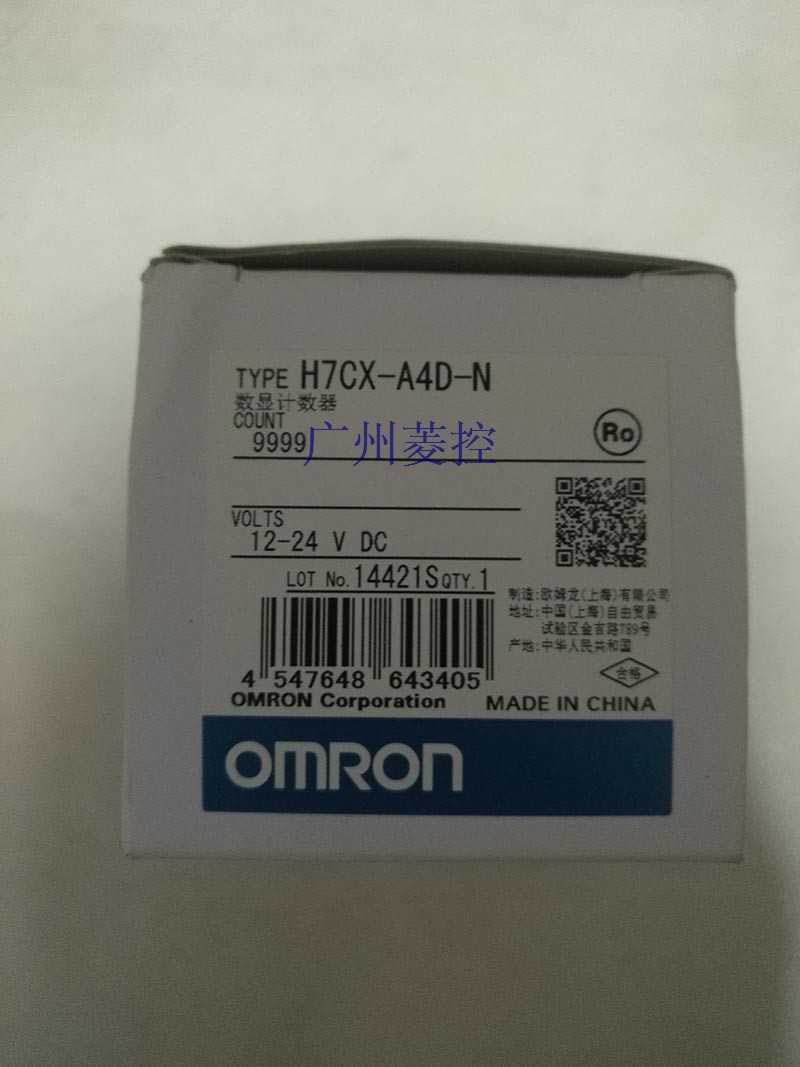 TYPE H7CX-A4D-N
数显计数器
COUNT
9999
广州菱控
Ro
VOLTS
12-24 V DC
LOT No. 14421S QTY. 1
制造:欧姆龙(上海)有限公司
地址:中国(上海)自由贸易
试验区金吉路789号
产地:中华人民共和国
合格
4 547648 643405
OMRON Corporation
MADE IN CHINA
OMRON